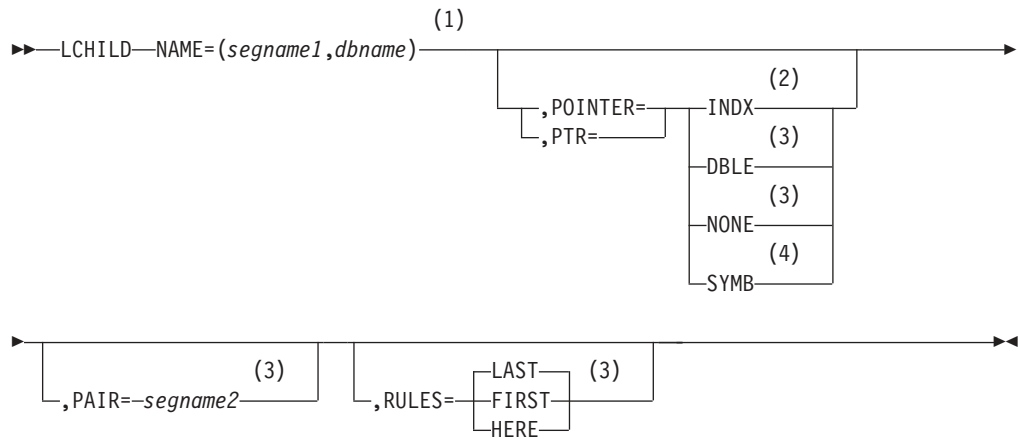 (1)
LCHILD NAME=(segname1,dbname)
(2)
,POINTER= INDX
(3)
,PTR=
DBLE
(3)
NONE
(4)
SYMB
(3)
,PAIR=segname2
LAST (3)
,RULES= FIRST
HERE